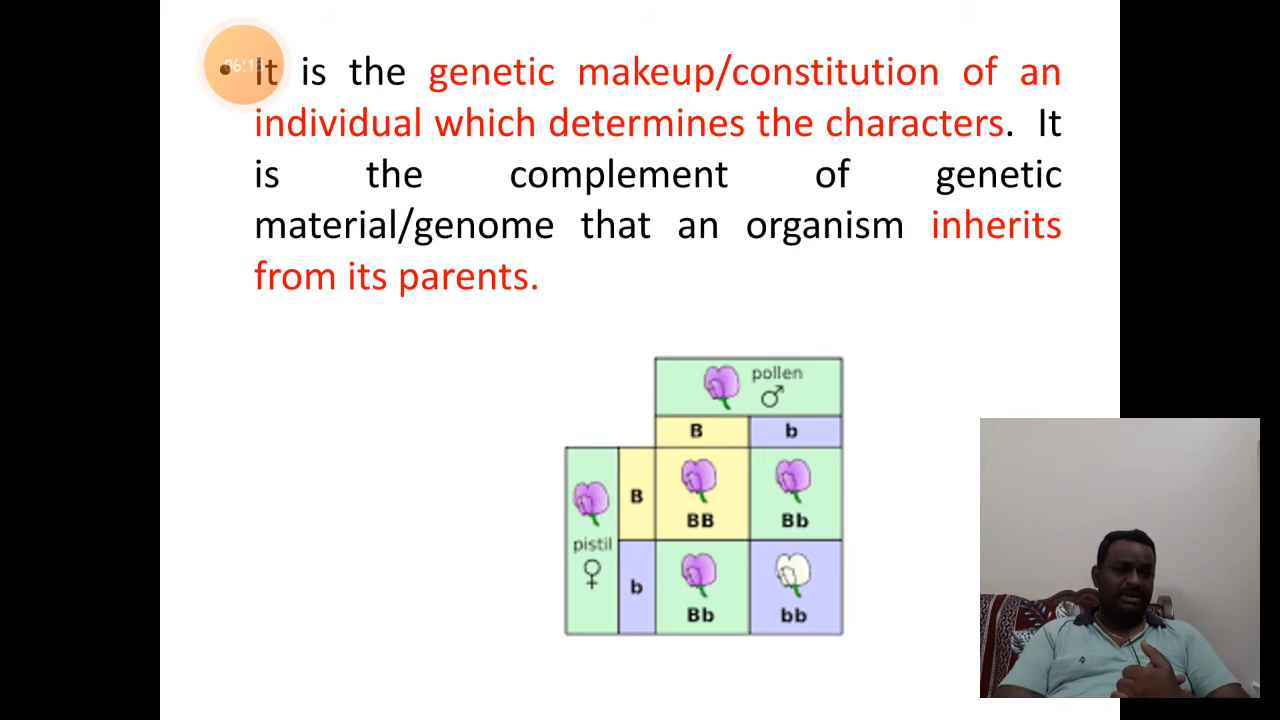 • It is the genetic makeup/constitution of an
individual which determines the characters. It
is the complement of genetic
material/genome that an organism inherits
from its parents.
pollen
♂
B b
B
BB Bb
pistil
♀
b
Bb bb